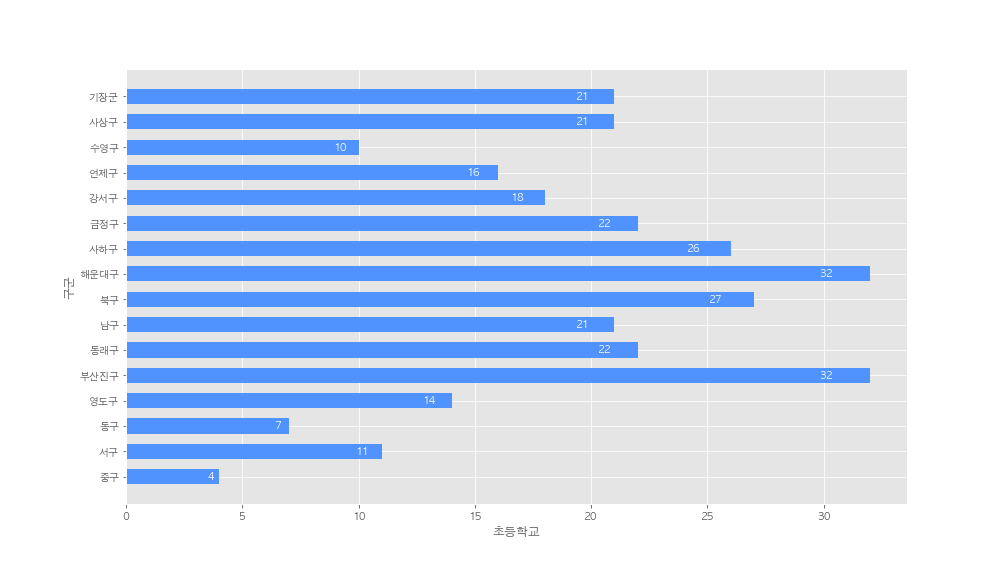 기장군 21
사상구 21
수영구 10
연제구 16
강서구 18
금정구 22
사하구 26
해운대구 32
북구 27
남구 21
동래구 22
부산진구 32
영도구 14
동구 7
서구 11
중구 4
0 5 10 15 20 25 30
초등학교
구군